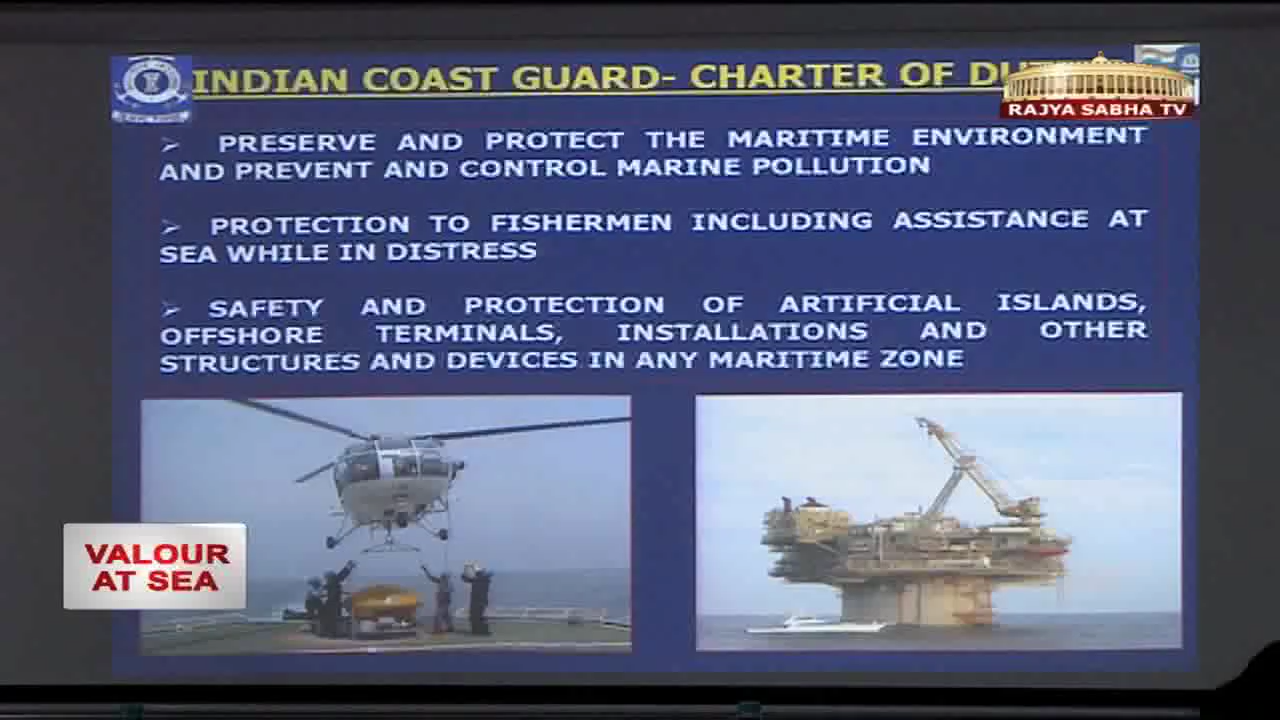 INDIAN COAST GUARD- CHARTER OF
RAJYA SABHA TV
➢ PRESERVE AND PROTECT THE MARITIME ENVIRONMENT
AND PREVENT AND CONTROL MARINE POLLUTION
➢ PROTECTION TO FISHERMEN INCLUDING ASSISTANCE AT
SEA WHILE IN DISTRESS
➢ SAFETY AND PROTECTION OF ARTIFICIAL ISLANDS,
OFFSHORE TERMINALS, INSTALLATIONS AND OTHER
STRUCTURES AND DEVICES IN ANY MARITIME ZONE
VALOUR
AT SEA